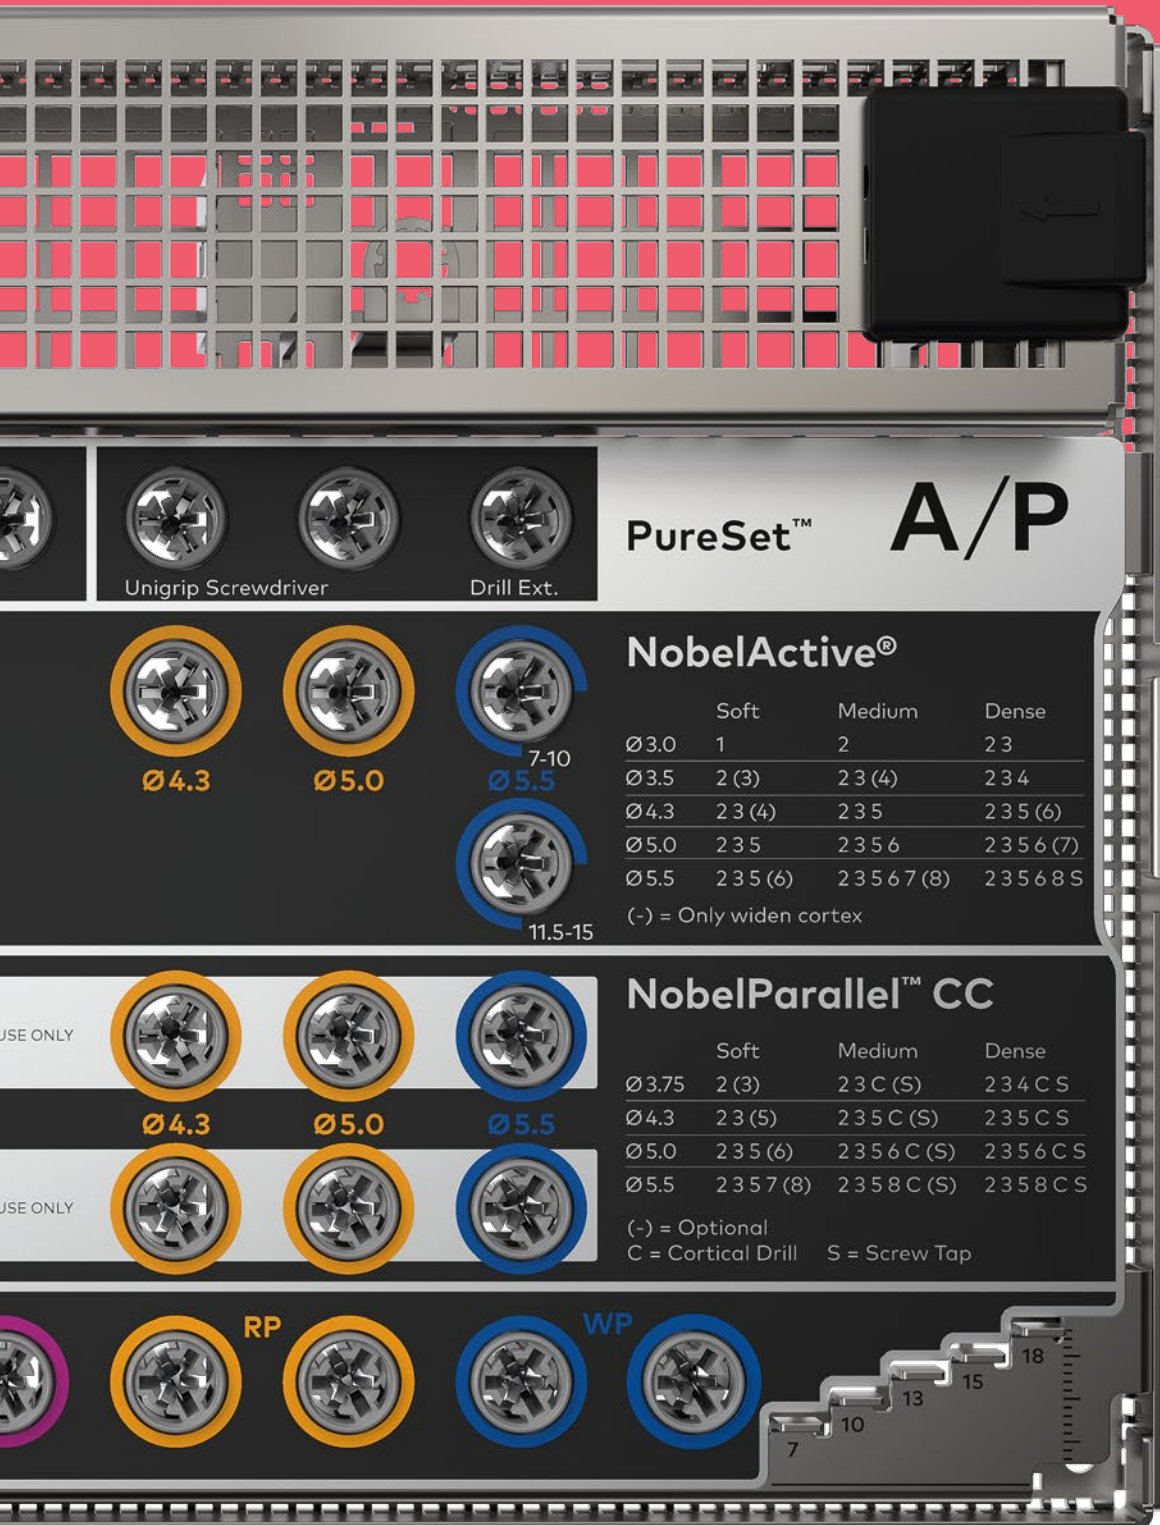 PureSet™ A/P
Unigrip Screwdriver Drill Ext.
NobelActive®
Soft Medium Dense
Ø3.0 1 2 2 3
Ø3.5 2 (3) 2 3 (4) 2 3 4
Ø4.3 2 3 (4) 2 3 5 2 3 5 (6)
Ø5.0 2 3 5 2 3 5 6 2 3 5 6 (7)
Ø5.5 2 3 5 (6) 2 3 5 6 7 (8) 2 3 5 6 8 S
(-) = Only widen cortex
7-10
Ø4.3 Ø5.0 Ø5.5
11.5-15
NobelParallel™ CC
Soft Medium Dense
Ø3.75 2 (3) 2 3 C (S) 2 3 4 C S
Ø4.3 2 3 (5) 2 3 5 C (S) 2 3 5 C S
Ø5.0 2 3 5 (6) 2 3 5 6 C (S) 2 3 5 6 C S
Ø5.5 2 3 5 7 (8) 2 3 5 8 C (S) 2 3 5 8 C S
(-) = Optional
C = Cortical Drill S = Screw Tap
USE ONLY
Ø4.3 Ø5.0 Ø5.5
USE ONLY
RP WP
7 10 13 15 18